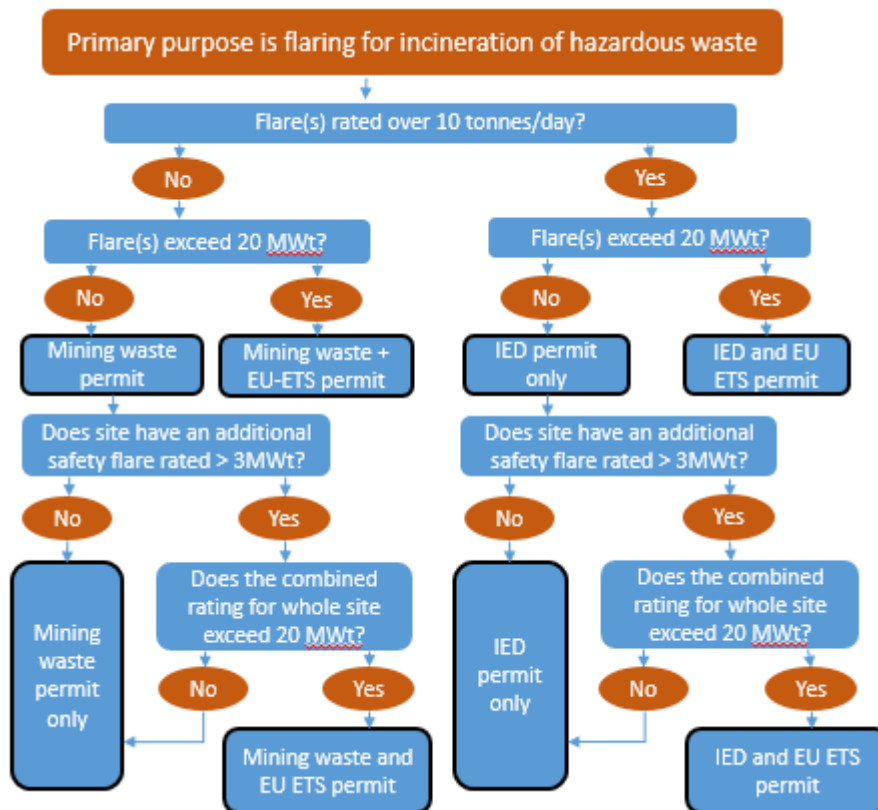 Primary purpose is flaring for incineration of hazardous waste
Flare(s) rated over 10 tonnes/day?
No
Yes
Flare(s) exceed 20 MWt?
Flare(s) exceed 20 MWt?
No
Yes
No
Yes
Mining waste
permit
Mining waste +
EU-ETS permit
IED permit
only
IED and EU
ETS permit
Does site have an additional
safety flare rated > 3MWt?
Does site have an additional
safety flare rated > 3MWt?
No
Yes
No
Yes
Mining
waste
permit
only
Does the combined
rating for whole site
exceed 20 MWt?
IED
permit
only
Does the combined
rating for whole site
exceed 20 MWt?
No
Yes
No
Yes
Mining waste and
EU ETS permit
IED and EU ETS
permit